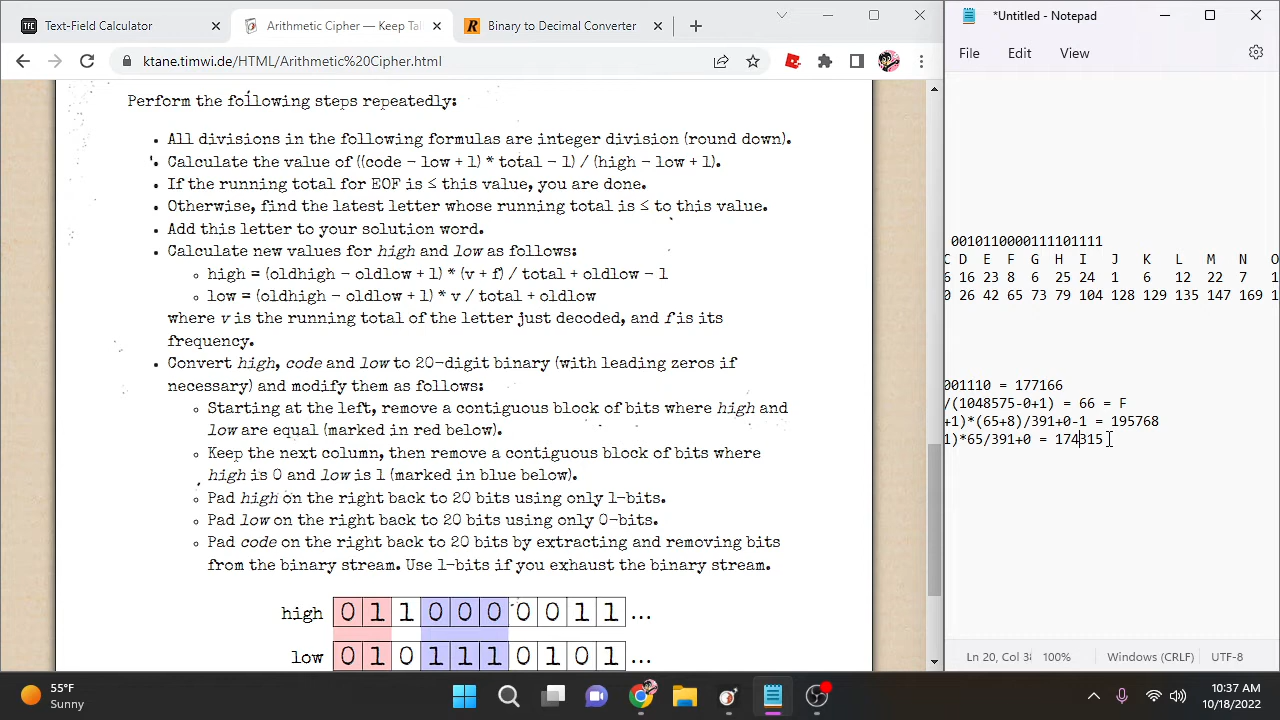 Text-Field Calculator
Arithmetic Cipher — Keep Tal
Binary to Decimal Converter
*Untitled - Notepad
ktane.timwi.de/HTML/Arithmetic%20Cipher.html
File Edit View
Perform the following steps repeatedly:
• All divisions in the following formulas are integer division (round down).
• Calculate the value of ((code − low + 1) * total − 1) / (high − low + 1).
• If the running total for EOF is ≤ this value, you are done.
• Otherwise, find the latest letter whose running total is ≤ to this value.
• Add this letter to your solution word.
• Calculate new values for high and low as follows:
○ high = (oldhigh − oldlow + 1) * (v + f) / total + oldlow − 1
○ low = (oldhigh − oldlow + 1) * v / total + oldlow
where v is the running total of the letter just decoded, and f is its
frequency.
• Convert high, code and low to 20-digit binary (with leading zeros if
necessary) and modify them as follows:
○ Starting at the left, remove a contiguous block of bits where high and
low are equal (marked in red below).
○ Keep the next column, then remove a contiguous block of bits where
high is 0 and low is 1 (marked in blue below).
○ Pad high on the right back to 20 bits using only 1-bits.
○ Pad low on the right back to 20 bits using only 0-bits.
○ Pad code on the right back to 20 bits by extracting and removing bits
from the binary stream. Use 1-bits if you exhaust the binary stream.
high 0 1 1 0 0 0 0 1 1 ...
low 0 1 0 1 1 1 0 1 0 1 ...
0010110000111101111
C D E F G H I J K L M N O
6 16 23 8 6 25 24 1 6 12 22 7 1
0 26 42 65 73 79 104 128 129 135 147 169 1
001110 = 177166
/(1048575-0+1) = 66 = F
+1)*(65+8)/391+0-1 = 195768
1)*65/391+0 = 174315
Ln 20, Col 38
100%
Windows (CRLF)
UTF-8
55°F
Sunny
10:37 AM
10/18/2022